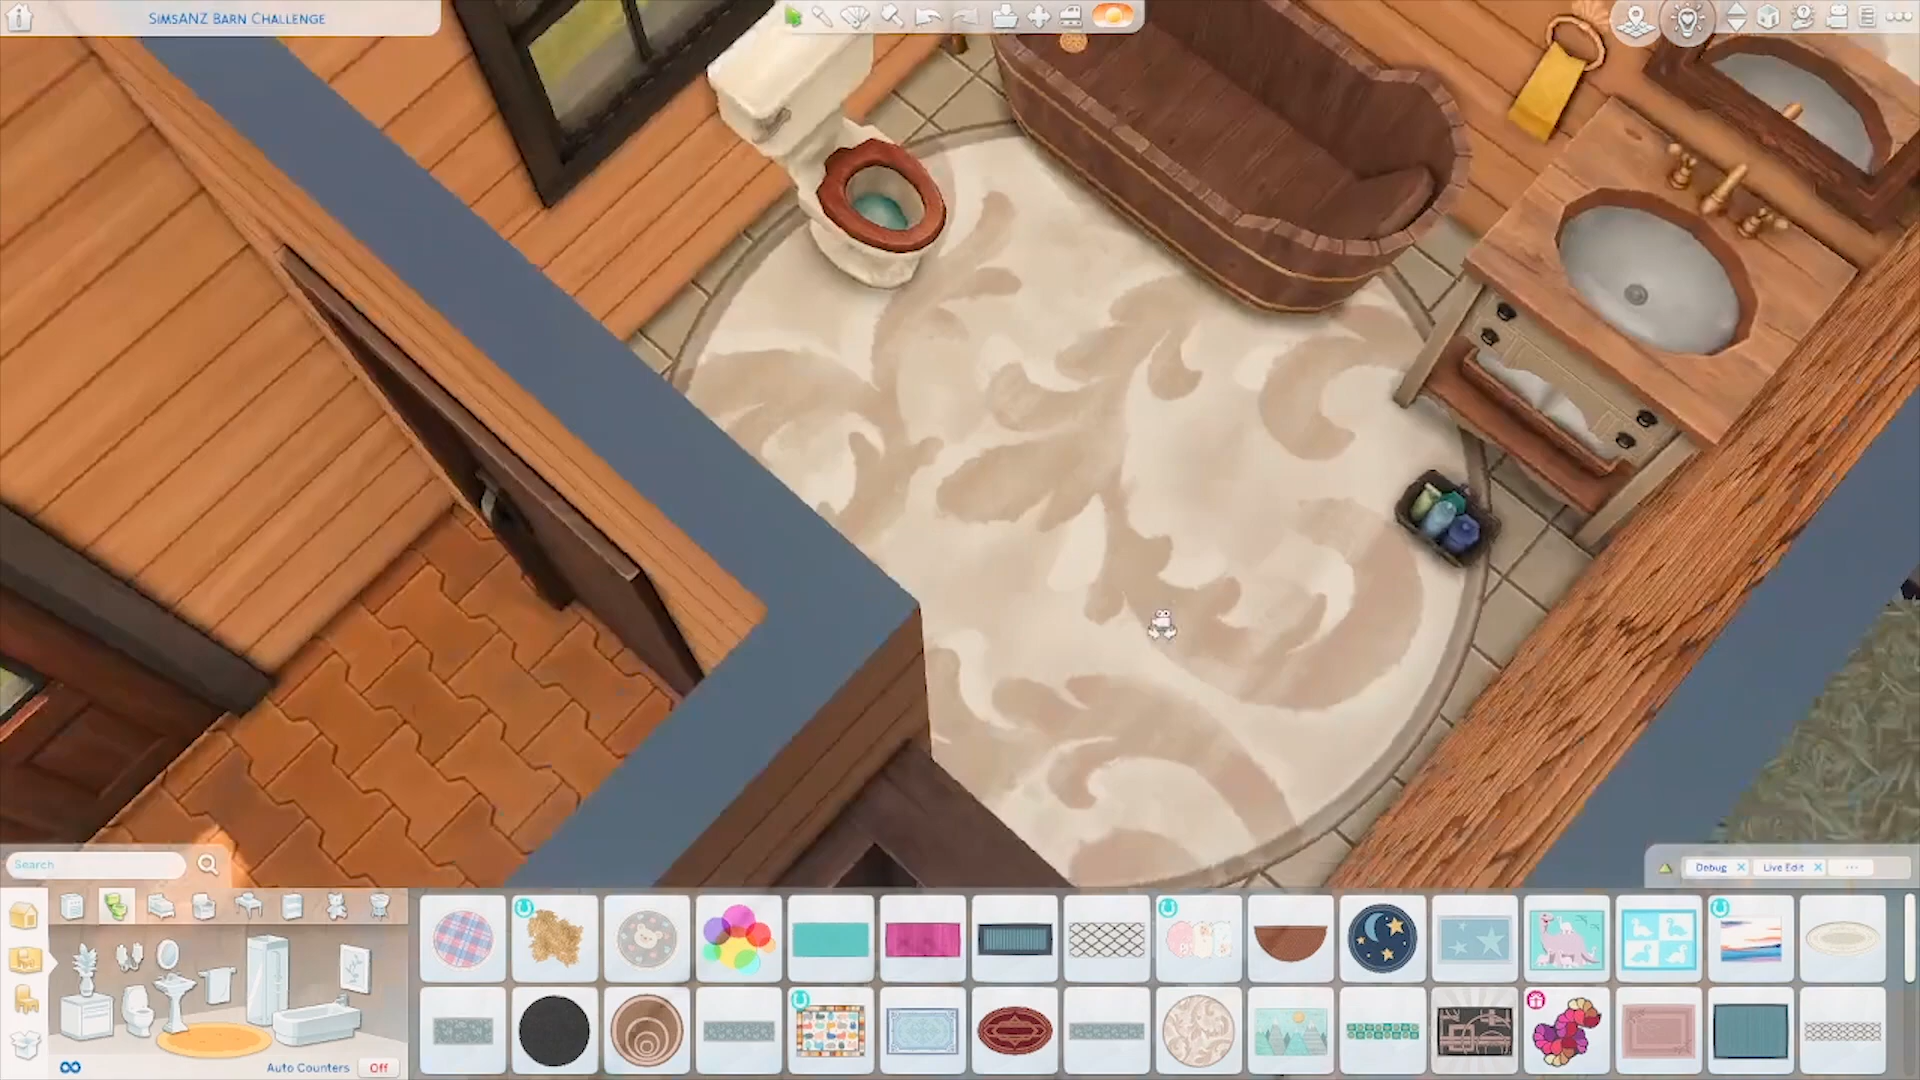 SimsANZ Barn Challenge
Search
Debug
Live Edit
Auto Counters
Off